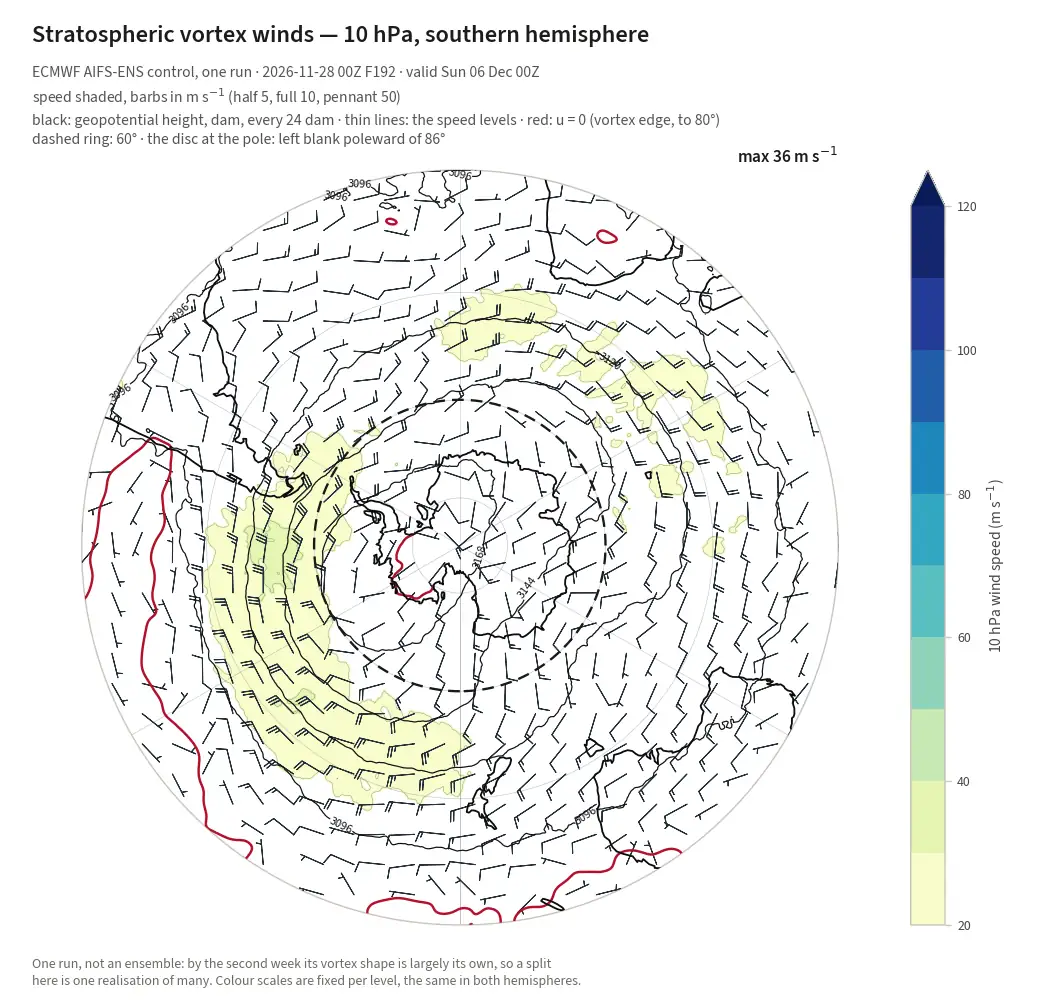 Stratospheric vortex winds — 10 hPa, southern hemisphere
ECMWF AIFS-ENS control, one run · 2026-11-28 00Z F192 · valid Sun 06 Dec 00Z
speed shaded, barbs in m s⁻¹ (half 5, full 10, pennant 50)
black: geopotential height, dam, every 24 dam · thin lines: the speed levels · red: u = 0 (vortex edge, to 80°)
dashed ring: 60° · the disc at the pole: left blank poleward of 86°
max 36 m s⁻¹
3096
3096
3096
3096
3096
3120
3168
3144
3096
3096
120
100
80
60
40
20
10 hPa wind speed (m s⁻¹)
One run, not an ensemble: by the second week its vortex shape is largely its own, so a split
here is one realisation of many. Colour scales are fixed per level, the same in both hemispheres.